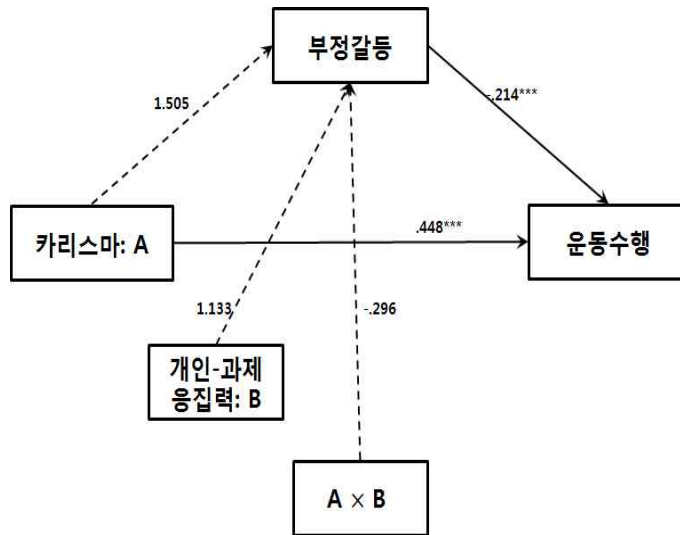 부정갈등
1.505
-.214***
카리스마: A
.448***
운동수행
1.133
-.296
개인-과제
응집력: B
A × B